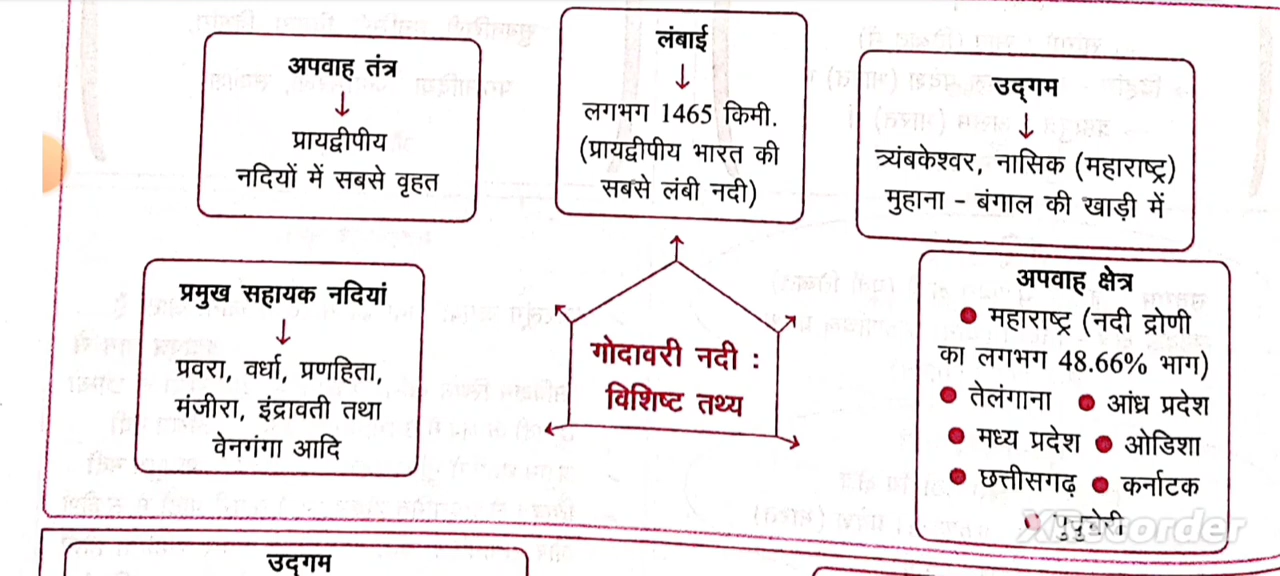 अपवाह तंत्र
↓
प्रायद्वीपीय
नदियों में सबसे वृहत
लंबाई
↓
लगभग 1465 किमी.
(प्रायद्वीपीय भारत की
सबसे लंबी नदी)
उद्गम
↓
त्र्यंबकेश्वर, नासिक (महाराष्ट्र)
मुहाना – बंगाल की खाड़ी में
प्रमुख सहायक नदियां
↓
प्रवरा, वर्धा, प्रणहिता,
मंजीरा, इंद्रावती तथा
वेनगंगा आदि
गोदावरी नदी :
विशिष्ट तथ्य
अपवाह क्षेत्र
● महाराष्ट्र (नदी द्रोणी
का लगभग 48.66% भाग)
● तेलंगाना ● आंध्र प्रदेश
● मध्य प्रदेश ● ओडिशा
● छत्तीसगढ़ ● कर्नाटक
● पुदुचेरी
XRecorder
उद्गम